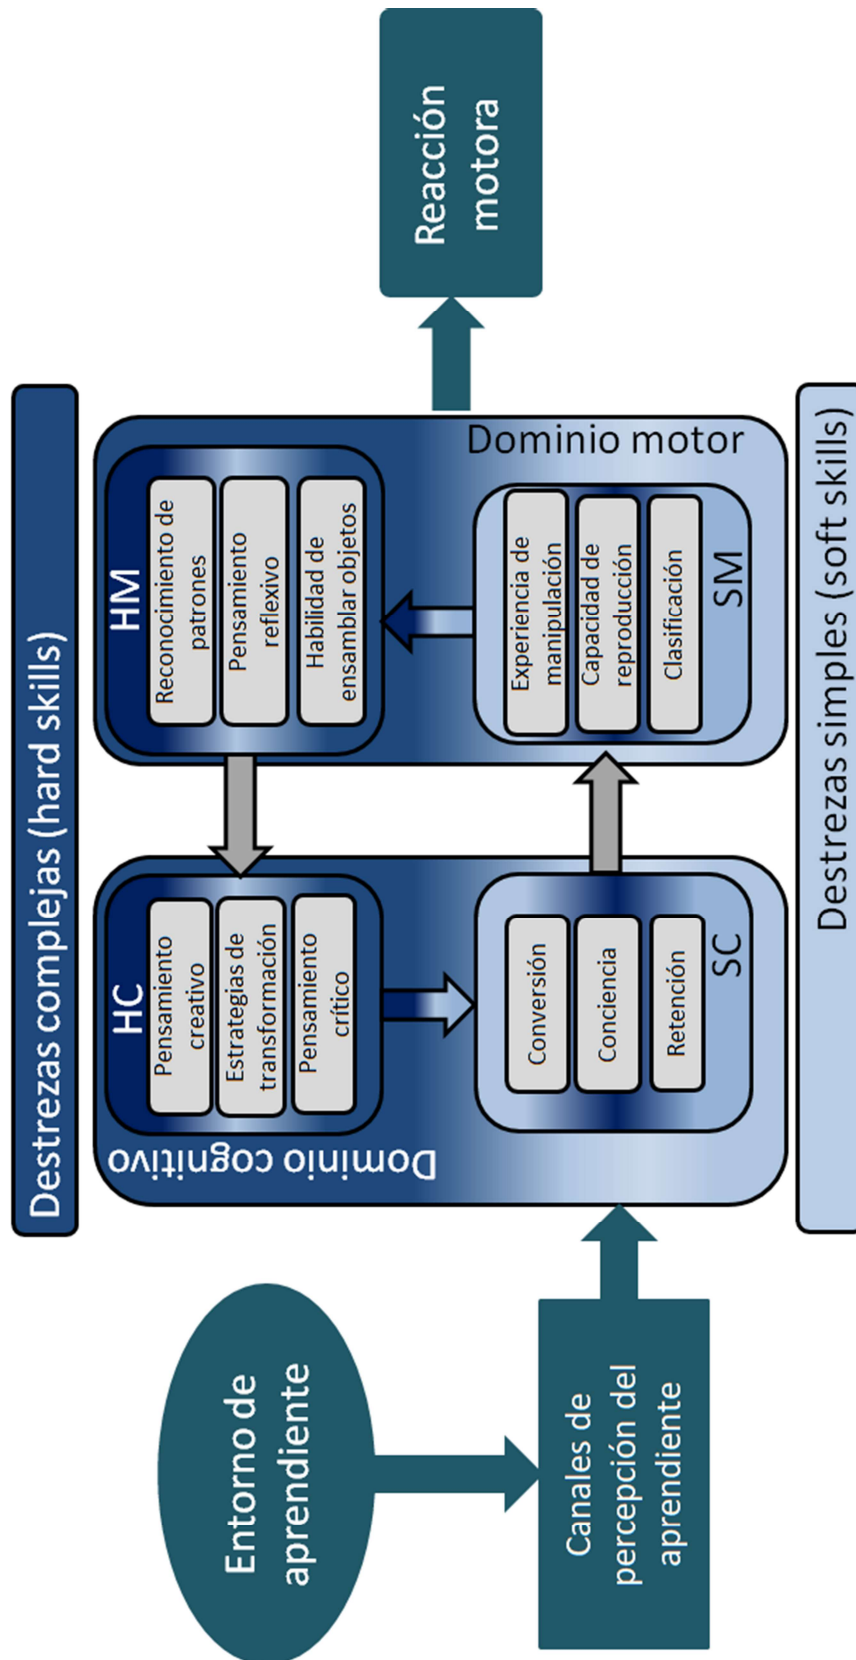 Destrezas complejas (hard skills)
Entorno de
aprendiente
Canales de
percepción del
aprendiente
Dominio cognitivo
HC
Pensamiento
creativo
Estrategias de
transformación
Pensamiento
crítico
Conversión
Conciencia
Retención
SC
HM
Reconocimiento de
patrones
Pensamiento
reflexivo
Habilidad de
ensamblar objetos
Dominio motor
Experiencia de
manipulación
Capacidad de
reproducción
Clasificación
SM
Reacción
motora
Destrezas simples (soft skills)